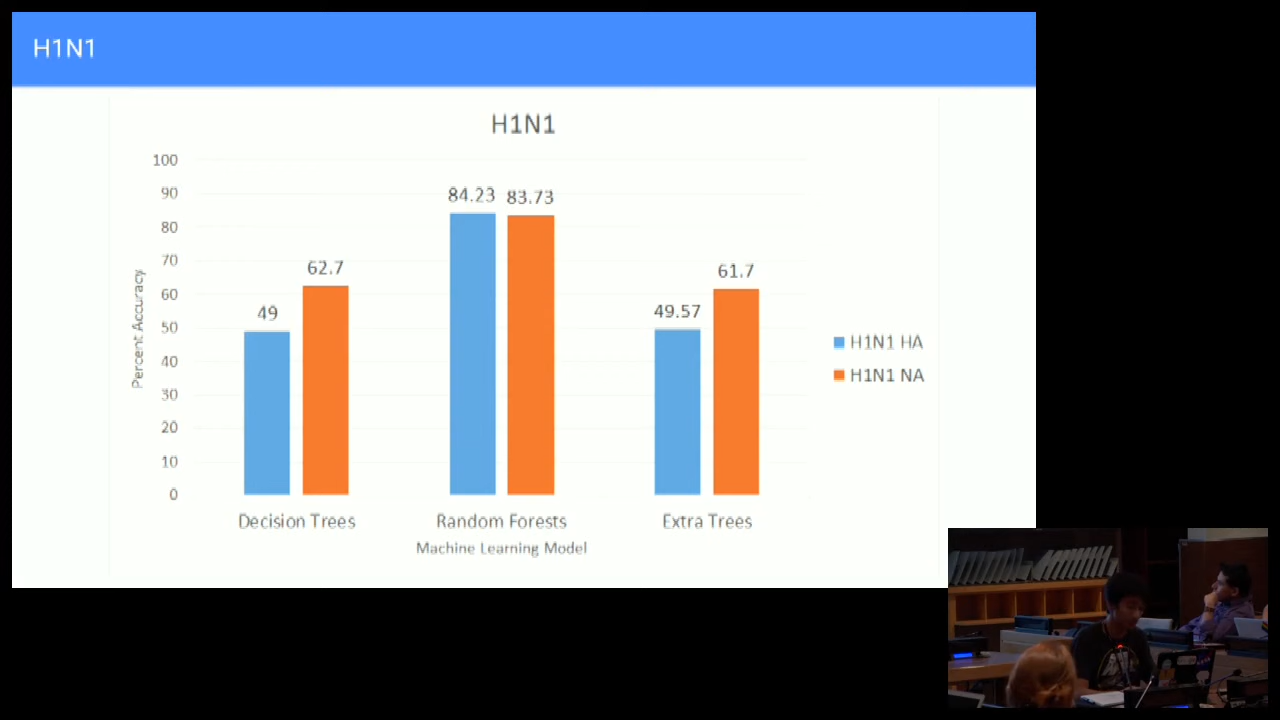 H1N1
H1N1
100
90
80
70
60
50
40
30
20
10
0
Percent Accuracy
49
62.7
84.23
83.73
49.57
61.7
Decision Trees
Random Forests
Extra Trees
Machine Learning Model
H1N1 HA
H1N1 NA